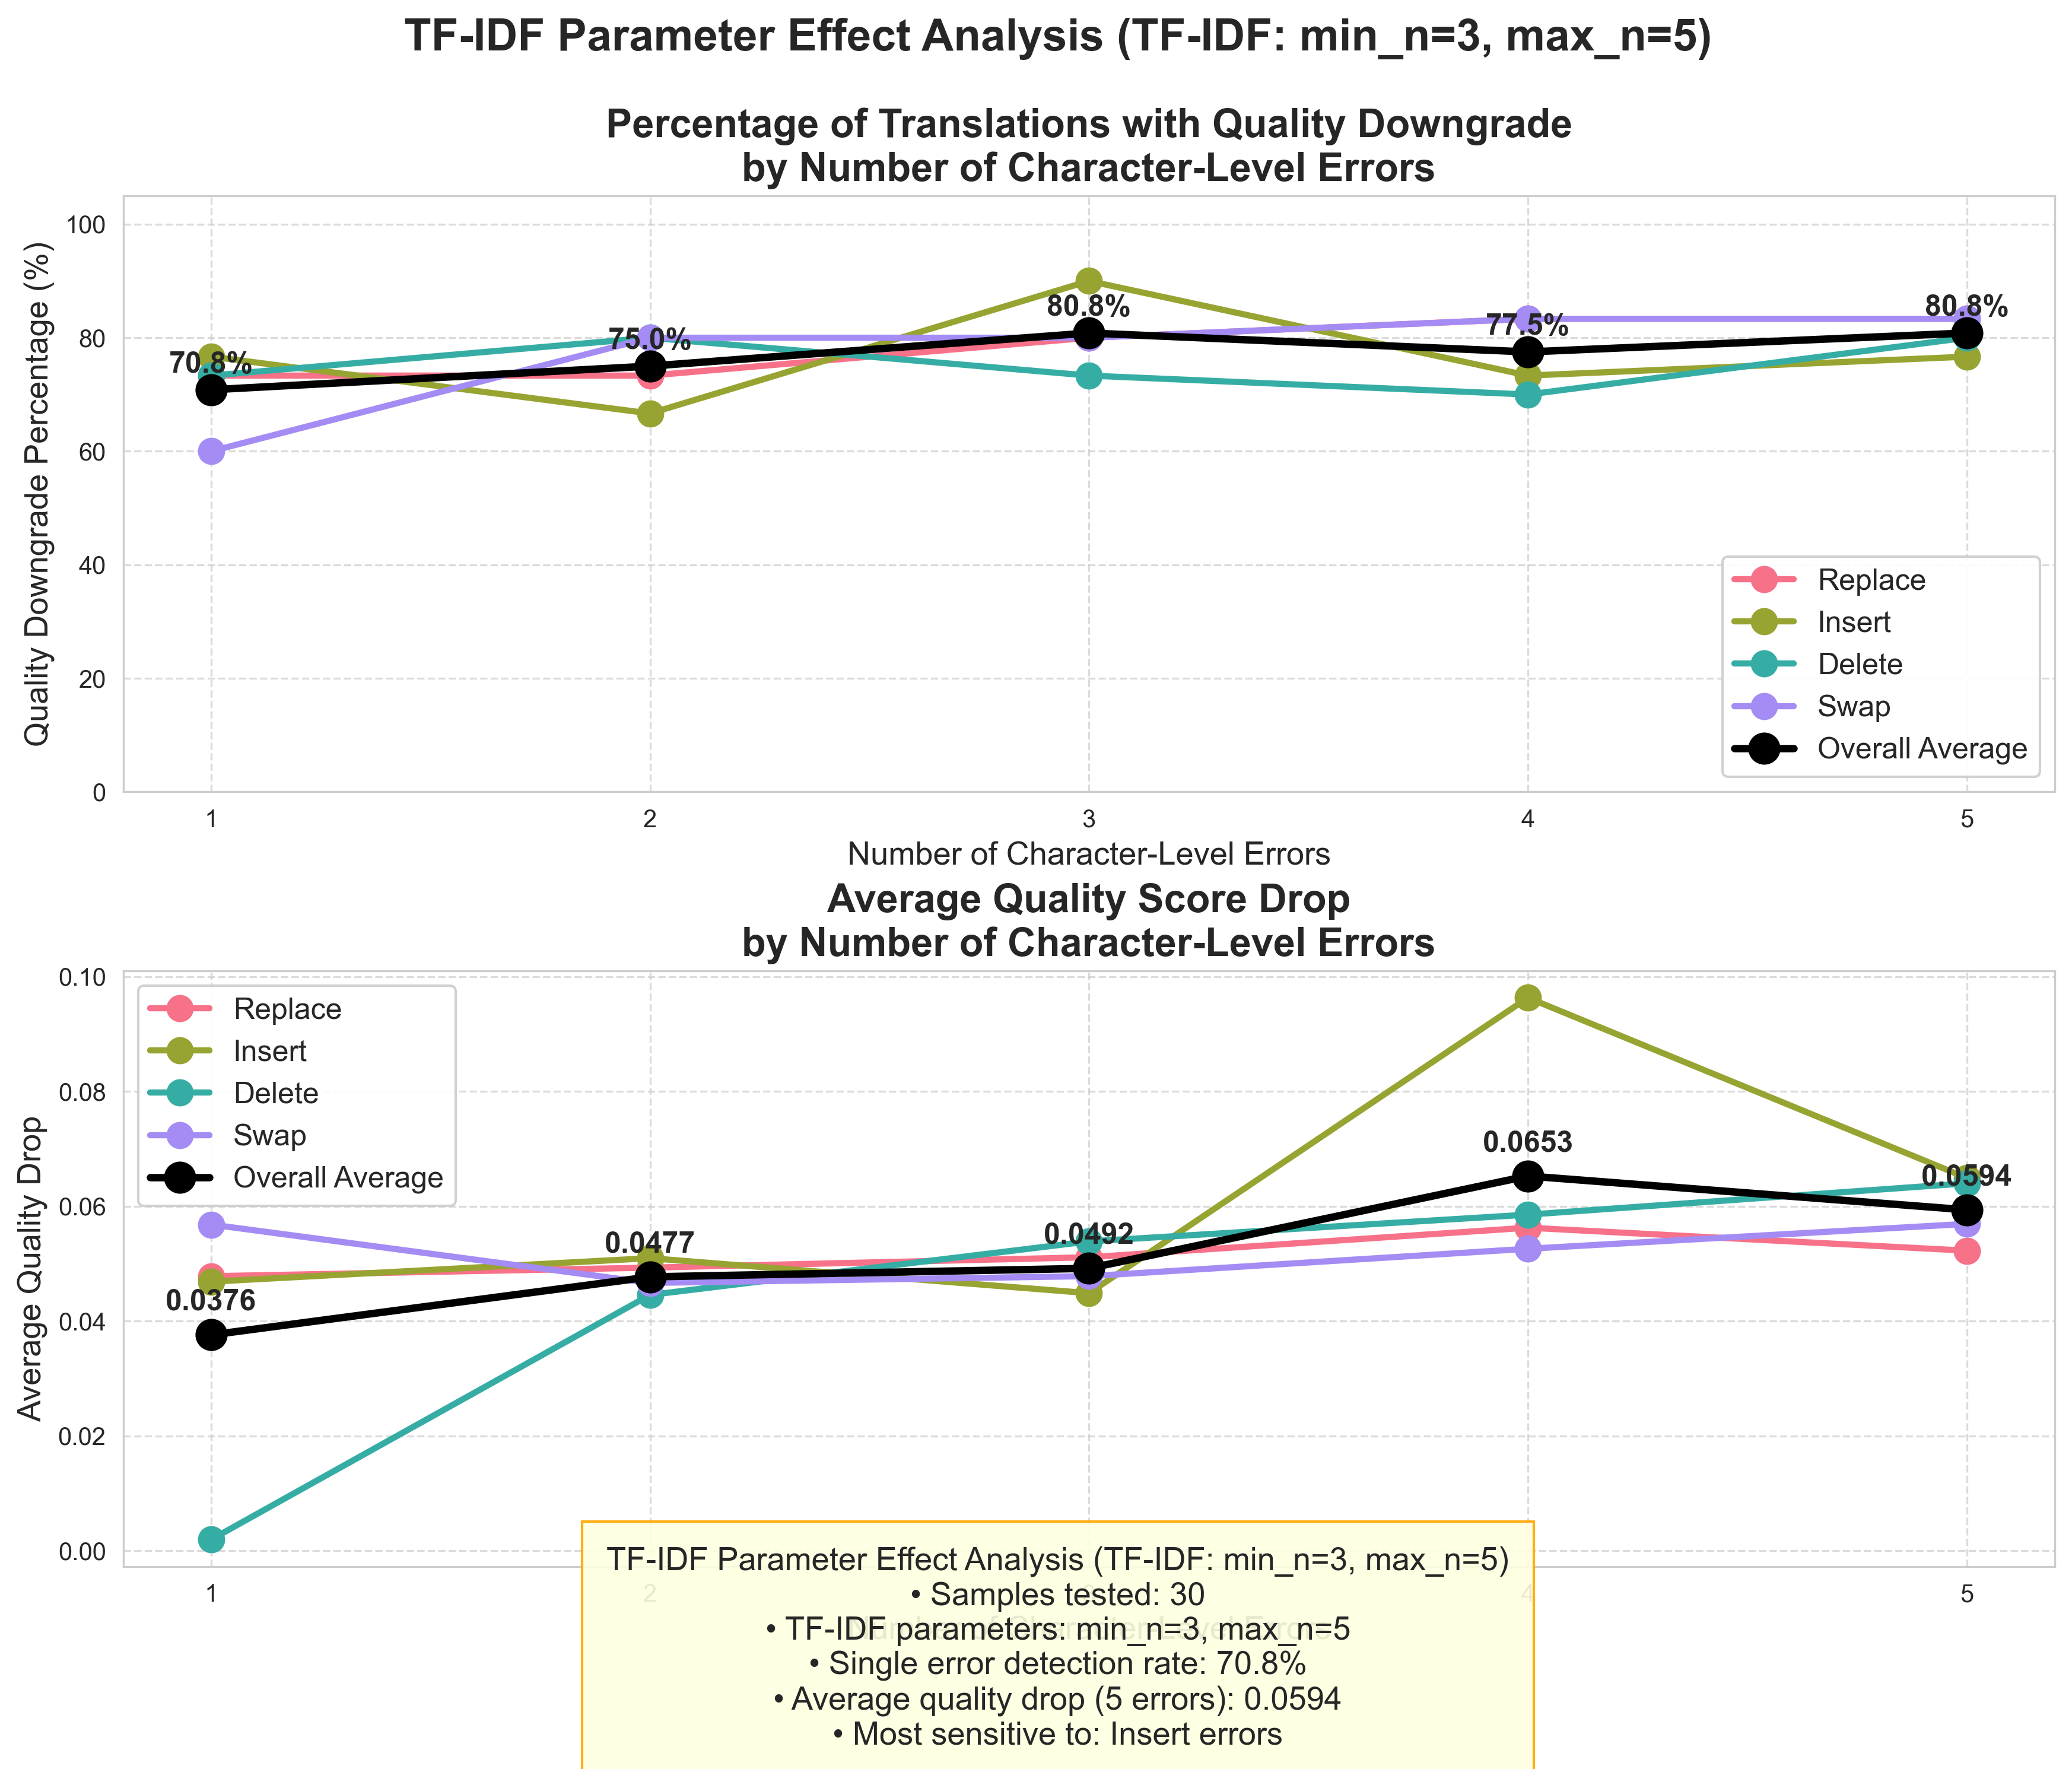 TF-IDF Parameter Effect Analysis (TF-IDF: min_n=3, max_n=5)
Percentage of Translations with Quality Downgrade
by Number of Character-Level Errors
Quality Downgrade Percentage (%)
100
80
60
40
20
0
70.8%
75.0%
80.8%
77.5%
80.8%
Replace
Insert
Delete
Swap
Overall Average
1
2
3
4
5
Number of Character-Level Errors
Average Quality Score Drop
by Number of Character-Level Errors
Average Quality Drop
0.10
0.08
0.06
0.04
0.02
0.00
Replace
Insert
Delete
Swap
Overall Average
0.0376
0.0477
0.0492
0.0653
0.0594
1
2
4
5
Number of Character-Level Errors
TF-IDF Parameter Effect Analysis (TF-IDF: min_n=3, max_n=5)
• Samples tested: 30
• TF-IDF parameters: min_n=3, max_n=5
• Single error detection rate: 70.8%
• Average quality drop (5 errors): 0.0594
• Most sensitive to: Insert errors